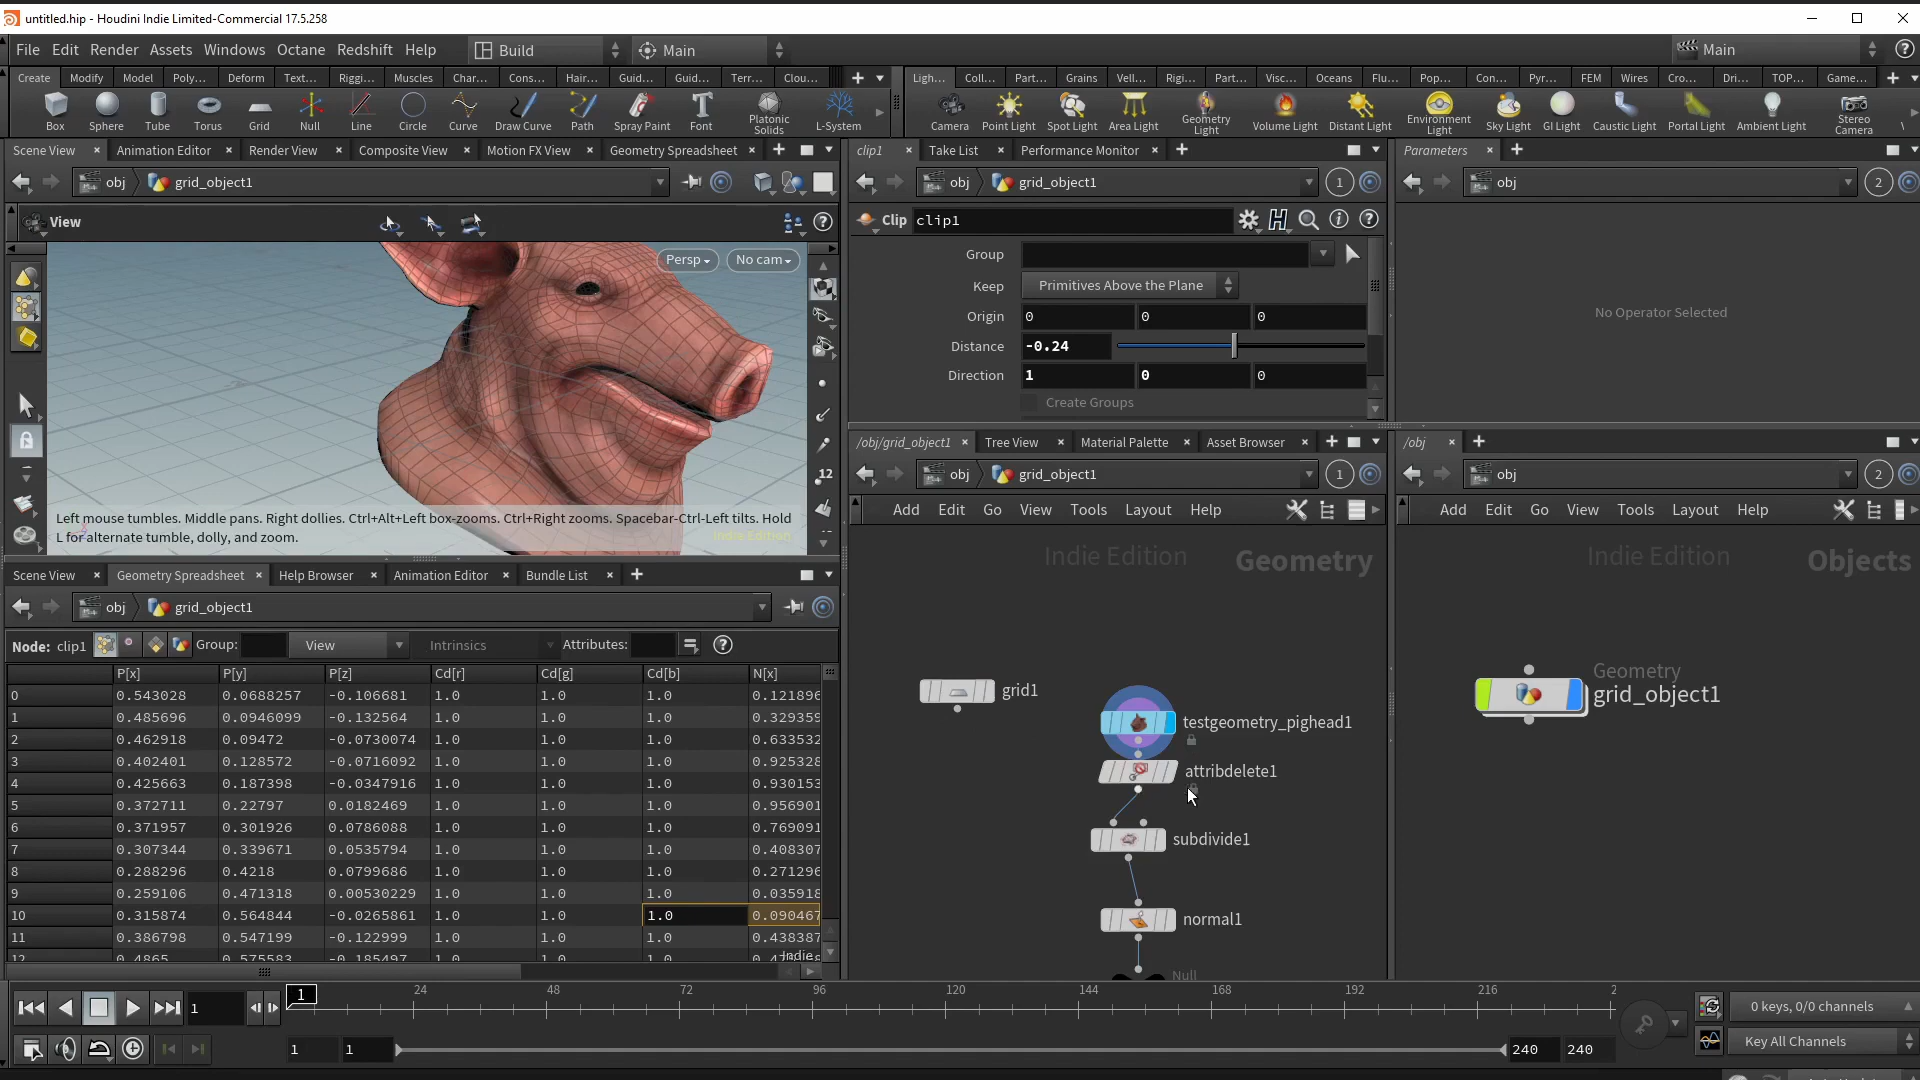 untitled.hip - Houdini Indie Limited-Commercial 17.5.258
File Edit Render Assets Windows Octane Redshift Help Build Main Main
Create Modify Model Poly... Deform Text... Riggi... Muscles Char... Cons... Hair... Guid... Guid... Terr... Clou...
Ligh... Coll... Part... Grains Vell... Rigi... Part... Visc... Oceans Flu... Pop... Con... Pyr... FEM Wires Cro... Dri... TOP... Game...
Box Sphere Tube Torus Grid Null Line Circle Curve Draw Curve Path Spray Paint Font Platonic Solids L-System
Camera Point Light Spot Light Area Light Geometry Light Volume Light Distant Light Environment Light Sky Light GI Light Caustic Light Portal Light Ambient Light Stereo Camera
Scene View Animation Editor Render View Composite View Motion FX View Geometry Spreadsheet
obj grid_object1
View
Persp No cam
12
Left mouse tumbles. Middle pans. Right dollies. Ctrl+Alt+Left box-zooms. Ctrl+Right zooms. Spacebar-Ctrl-Left tilts. Hold
L for alternate tumble, dolly, and zoom.
Indie Edition
clip1 Take List Performance Monitor
obj grid_object1 1
Clip clip1
Group
Keep Primitives Above the Plane
Origin 0 0 0
Distance -0.24
Direction 1 0 0
Create Groups
Parameters
obj 2
No Operator Selected
Scene View Geometry Spreadsheet Help Browser Animation Editor Bundle List
obj grid_object1
Node: clip1 Group: View Intrinsics Attributes:
P[x] P[y] P[z] Cd[r] Cd[g] Cd[b] N[x]
0 0.543028 0.0688257 -0.106681 1.0 1.0 1.0 0.121896
1 0.485696 0.0946099 -0.132564 1.0 1.0 1.0 0.329359
2 0.462918 0.09472 -0.0730074 1.0 1.0 1.0 0.633532
3 0.402401 0.128572 -0.0716092 1.0 1.0 1.0 0.925328
4 0.425663 0.187398 -0.0347916 1.0 1.0 1.0 0.930153
5 0.372711 0.22797 0.0182469 1.0 1.0 1.0 0.956901
6 0.371957 0.301926 0.0786088 1.0 1.0 1.0 0.769091
7 0.307344 0.339671 0.0535794 1.0 1.0 1.0 0.408307
8 0.288296 0.4218 0.0799686 1.0 1.0 1.0 0.271296
9 0.259106 0.471318 0.00530229 1.0 1.0 1.0 0.035918
10 0.315874 0.564844 -0.0265861 1.0 1.0 1.0 0.090467
11 0.386798 0.547199 -0.122999 1.0 1.0 1.0 0.438387
12 0.4865 0.575583 -0.185497 1.0 1.0 1.0
Indie
/obj/grid_object1 Tree View Material Palette Asset Browser
obj grid_object1 1
Add Edit Go View Tools Layout Help
Indie Edition Geometry
grid1
testgeometry_pighead1
attribdelete1
subdivide1
normal1
Null
/obj
obj 2
Add Edit Go View Tools Layout Help
Indie Edition Objects
Geometry
grid_object1
1 1 24 48 72 96 120 144 168 192 216 2
0 keys, 0/0 channels
1 1 240 240
Key All Channels